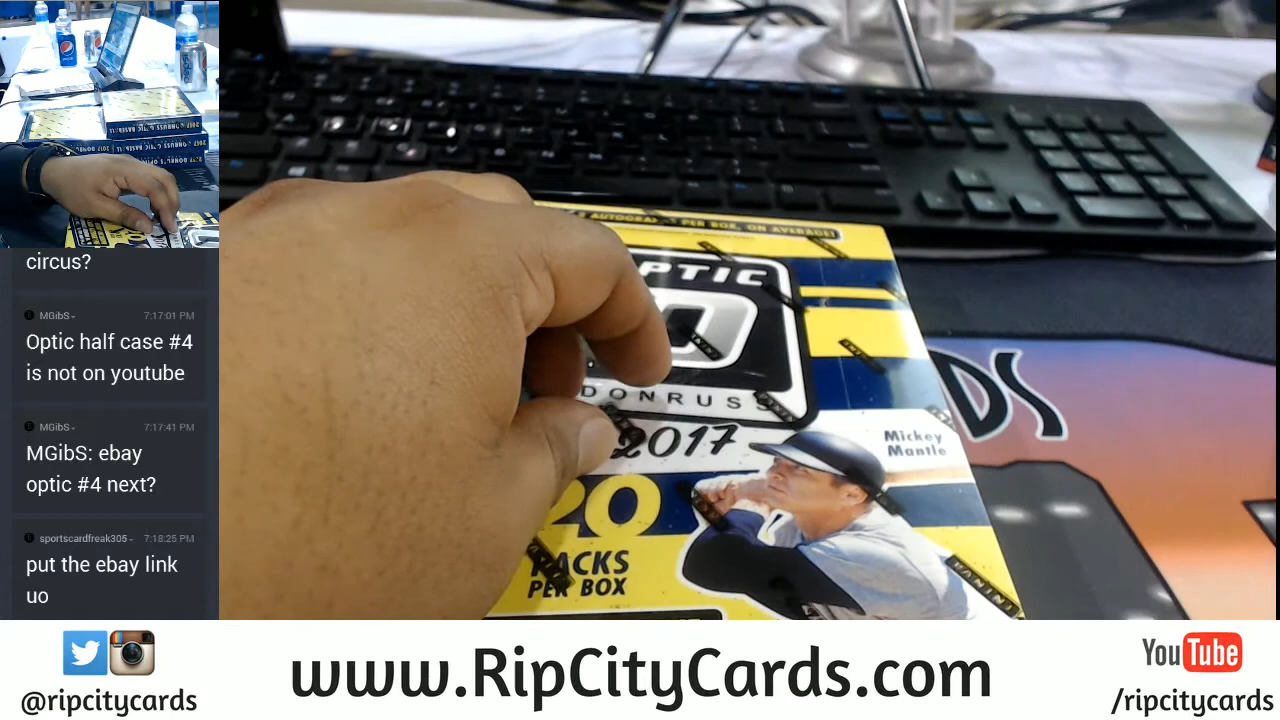 circus?
MGibS
7:17:01 PM
Optic half case #4
is not on youtube
MGibS
7:17:41 PM
MGibS: ebay
optic #4 next?
sportscardfreak305
7:18:25 PM
put the ebay link
uo
PER BOX, ON AVERAGE!
PTIC
DONRUSS
2017
Mickey
Mantle
20
PACKS
PER BOX
PANINI
DS
@ripcitycards
www.RipCityCards.com
YouTube
/ripcitycards